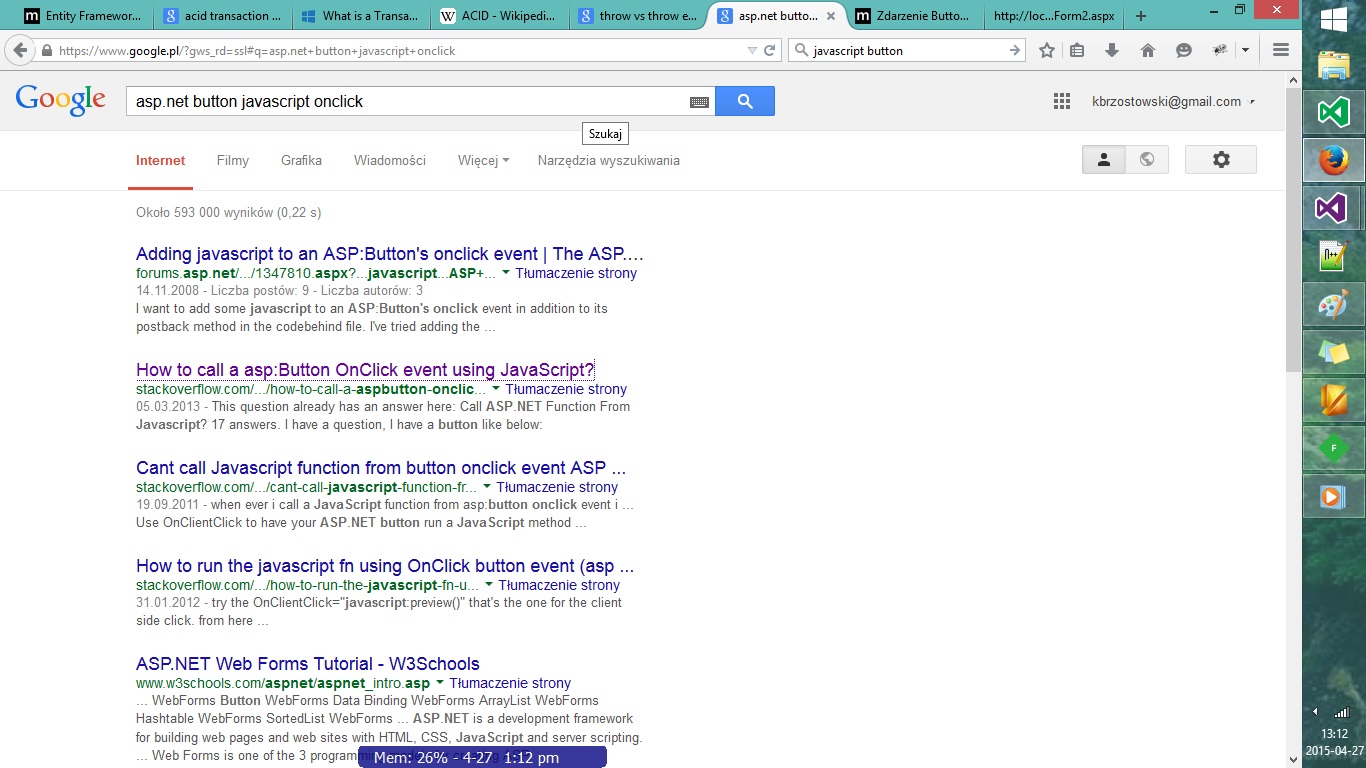 Entity Framewor...
acid transaction ...
What is a Transa...
ACID - Wikipedi...
throw vs throw e...
asp.net butto...
Zdarzenie Butto...
http://loc...Form2.aspx
https://www.google.pl/?gws_rd=ssl#q=asp.net+button+javascript+onclick
javascript button
Google
asp.net button javascript onclick
kbrzostowski@gmail.com
Szukaj
Internet
Filmy
Grafika
Wiadomości
Więcej
Narzędzia wyszukiwania
Około 593 000 wyników (0,22 s)
Adding javascript to an ASP:Button's onclick event | The ASP....
forums.asp.net/.../1347810.aspx?...javascript...ASP+... Tłumaczenie strony
14.11.2008 - Liczba postów: 9 - Liczba autorów: 3
I want to add some javascript to an ASP:Button's onclick event in addition to its
postback method in the codebehind file. I've tried adding the ...
How to call a asp:Button OnClick event using JavaScript?
stackoverflow.com/.../how-to-call-a-aspbutton-onclic... Tłumaczenie strony
05.03.2013 - This question already has an answer here: Call ASP.NET Function From
Javascript? 17 answers. I have a question, I have a button like below:
Cant call Javascript function from button onclick event ASP ...
stackoverflow.com/.../cant-call-javascript-function-fr... Tłumaczenie strony
19.09.2011 - when ever i call a JavaScript function from asp:button onclick event i ...
Use OnClientClick to have your ASP.NET button run a JavaScript method ...
How to run the javascript fn using OnClick button event (asp ...
stackoverflow.com/.../how-to-run-the-javascript-fn-u... Tłumaczenie strony
31.01.2012 - try the OnClientClick="javascript:preview()" that's the one for the client
side click. from here ...
ASP.NET Web Forms Tutorial - W3Schools
www.w3schools.com/aspnet/aspnet_intro.asp Tłumaczenie strony
... WebForms Button WebForms Data Binding WebForms ArrayList WebForms
Hashtable WebForms SortedList WebForms ... ASP.NET is a development framework
for building web pages and web sites with HTML, CSS, JavaScript and server scripting.
... Web Forms is one of the 3 programm
Mem: 26% - 4-27 1:12 pm
13:12
2015-04-27